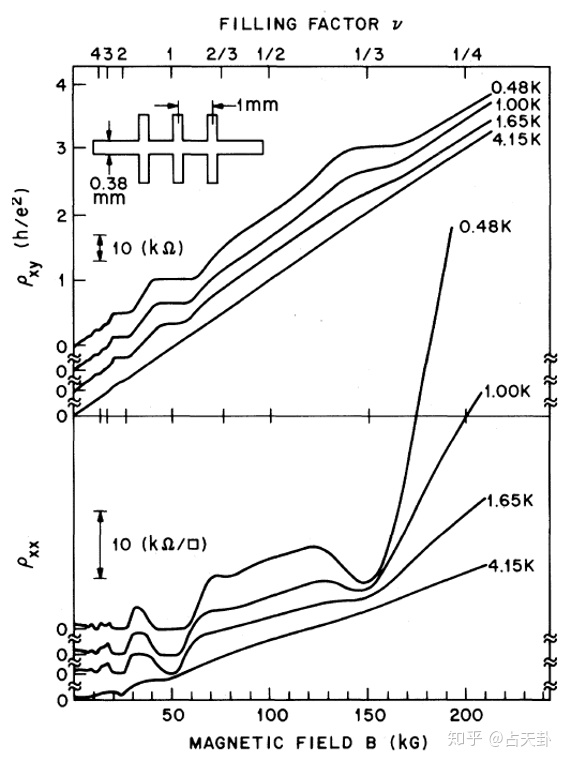 FILLING FACTOR ν
4 3 2 1 2/3 1/2 1/3 1/4
4
3
2
1
0
0
0
0
ρxy (h/e²)
1mm
0.38
mm
10 (kΩ)
0.48K
1.00K
1.65K
4.15K
0.48K
1.00K
1.65K
4.15K
10 (kΩ/□)
ρxx
0
0
0
0
50 100 150 200
MAGNETIC FIELD B (kG)
知乎 @占天卦